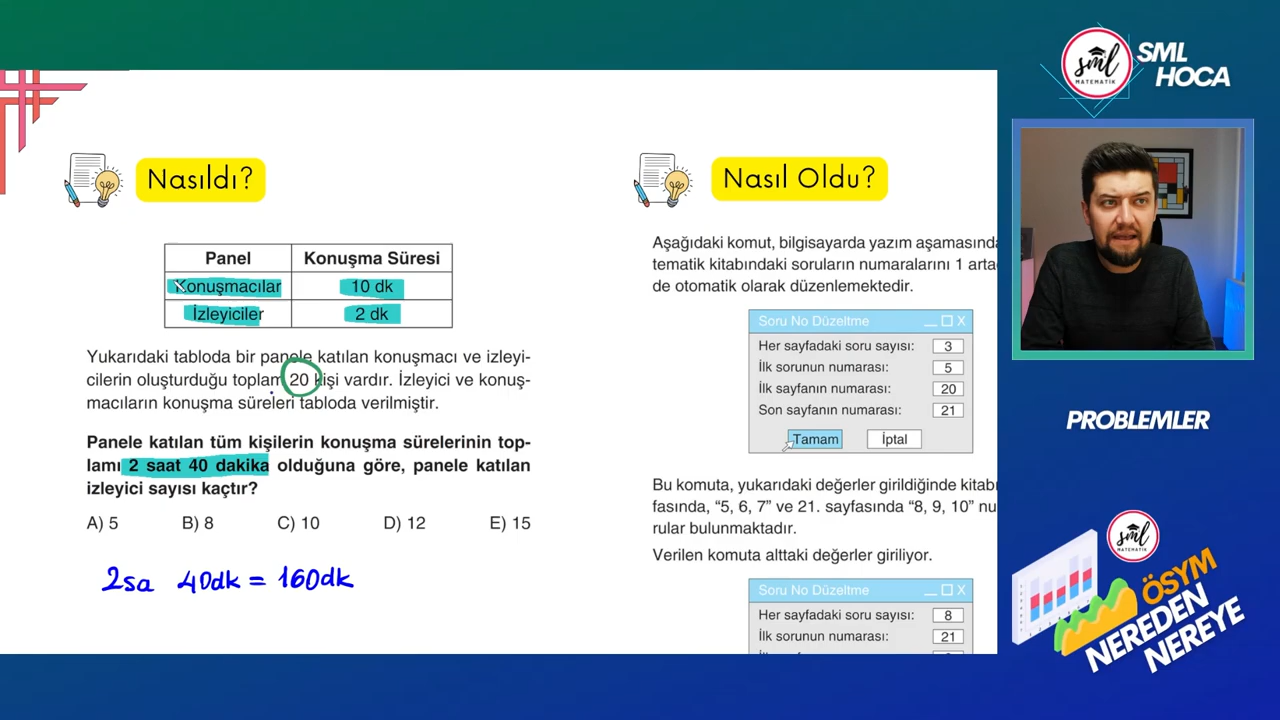 sml
MATEMATİK
SML
HOCA
Nasıldı?
Panel Konuşma Süresi
Konuşmacılar 10 dk
İzleyiciler 2 dk
Yukarıdaki tabloda bir panele katılan konuşmacı ve izleyi-
cilerin oluşturduğu toplam 20 kişi vardır. İzleyici ve konuş-
macıların konuşma süreleri tabloda verilmiştir.
Panele katılan tüm kişilerin konuşma sürelerinin top-
lamı 2 saat 40 dakika olduğuna göre, panele katılan
izleyici sayısı kaçtır?
A) 5 B) 8 C) 10 D) 12 E) 15
2sa 40dk = 160dk
Nasıl Oldu?
Aşağıdaki komut, bilgisayarda yazım aşamasında
tematik kitabındaki soruların numaralarını 1 arta
de otomatik olarak düzenlemektedir.
Soru No Düzeltme
Her sayfadaki soru sayısı: 3
İlk sorunun numarası: 5
İlk sayfanın numarası: 20
Son sayfanın numarası: 21
Tamam İptal
Bu komuta, yukarıdaki değerler girildiğinde kitabı
fasında, “5, 6, 7” ve 21. sayfasında “8, 9, 10” nu
rular bulunmaktadır.
Verilen komuta alttaki değerler giriliyor.
Soru No Düzeltme
Her sayfadaki soru sayısı: 8
İlk sorunun numarası: 21
PROBLEMLER
sml
MATEMATİK
ÖSYM
NEREDEN
NEREYE